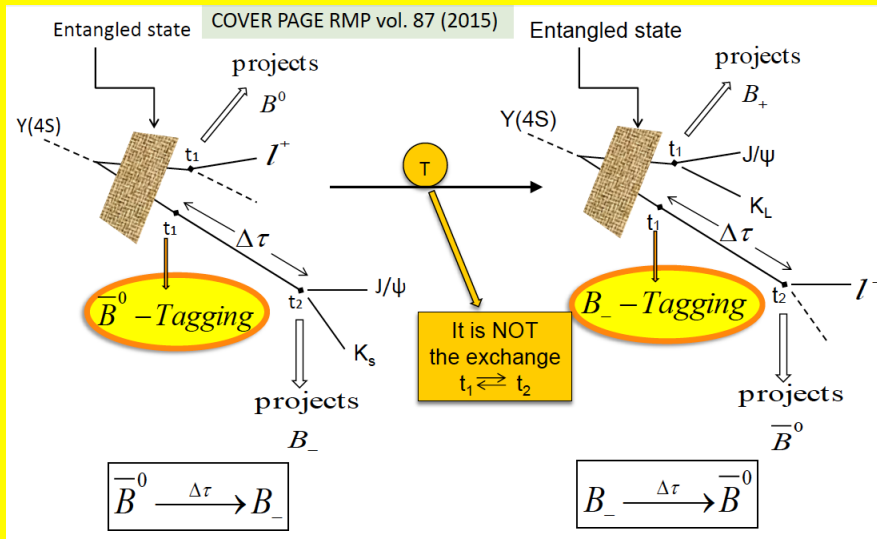 COVER PAGE RMP vol. 87 (2015)
Entangled state
projects
B⁰
Y(4S)
t₁
l⁺
t₁
Δτ
B̅⁰ – Tagging
t₂
J/ψ
Kₛ
projects
B₋
B̅⁰ —Δτ→ B₋
T
It is NOT
the exchange
t₁ ⇄ t₂
Entangled state
projects
B₊
Y(4S)
t₁
J/ψ
K_L
t₁
Δτ
B₋ – Tagging
t₂
l⁻
projects
B̅⁰
B₋ —Δτ→ B̅⁰